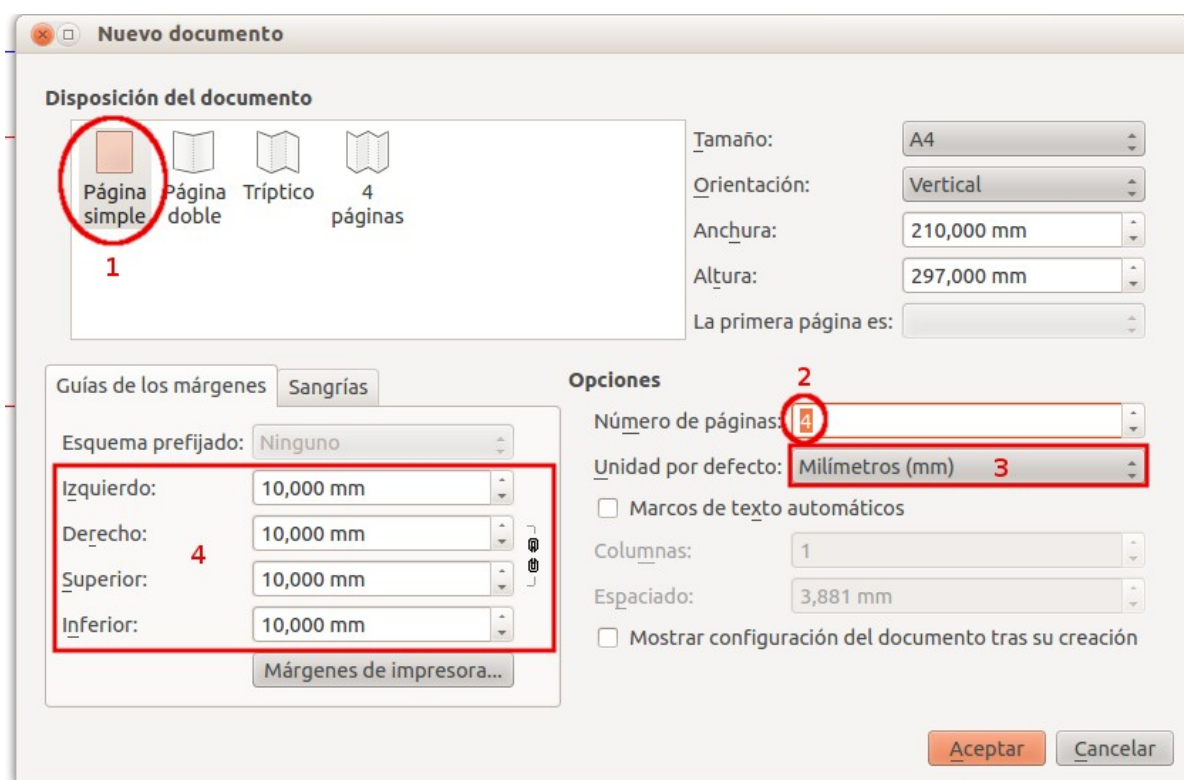 Nuevo documento
Disposición del documento
Página simple
Página doble
Tríptico
4 páginas
1
Tamaño: A4
Orientación: Vertical
Anchura: 210,000 mm
Altura: 297,000 mm
La primera página es:
Guías de los márgenes Sangrías
Esquema prefijado: Ninguno
Izquierdo: 10,000 mm
Derecho: 10,000 mm
4
Superior: 10,000 mm
Inferior: 10,000 mm
Márgenes de impresora...
Opciones 2
Número de páginas: 4
Unidad por defecto: Milímetros (mm) 3
Marcos de texto automáticos
Columnas: 1
Espaciado: 3,881 mm
Mostrar configuración del documento tras su creación
Aceptar Cancelar